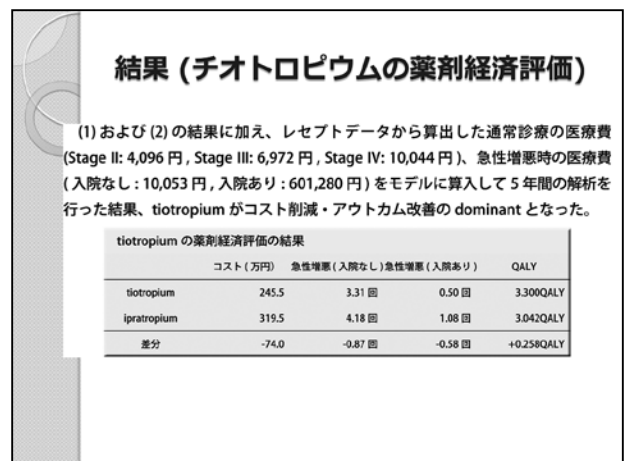 結果 (チオトロピウムの薬剤経済評価)
(1) および (2) の結果に加え、レセプトデータから算出した通常診療の医療費
(Stage II: 4,096 円 , Stage III: 6,972 円 , Stage IV: 10,044 円 )、急性増悪時の医療費
( 入院なし : 10,053 円 , 入院あり : 601,280 円 ) をモデルに算入して 5 年間の解析を
行った結果、tiotropium がコスト削減・アウトカム改善の dominant となった。
tiotropium の薬剤経済評価の結果
コスト ( 万円 ) 急性増悪 ( 入院なし ) 急性増悪 ( 入院あり ) QALY
tiotropium 245.5 3.31 回 0.50 回 3.300QALY
ipratropium 319.5 4.18 回 1.08 回 3.042QALY
差分 -74.0 -0.87 回 -0.58 回 +0.258QALY